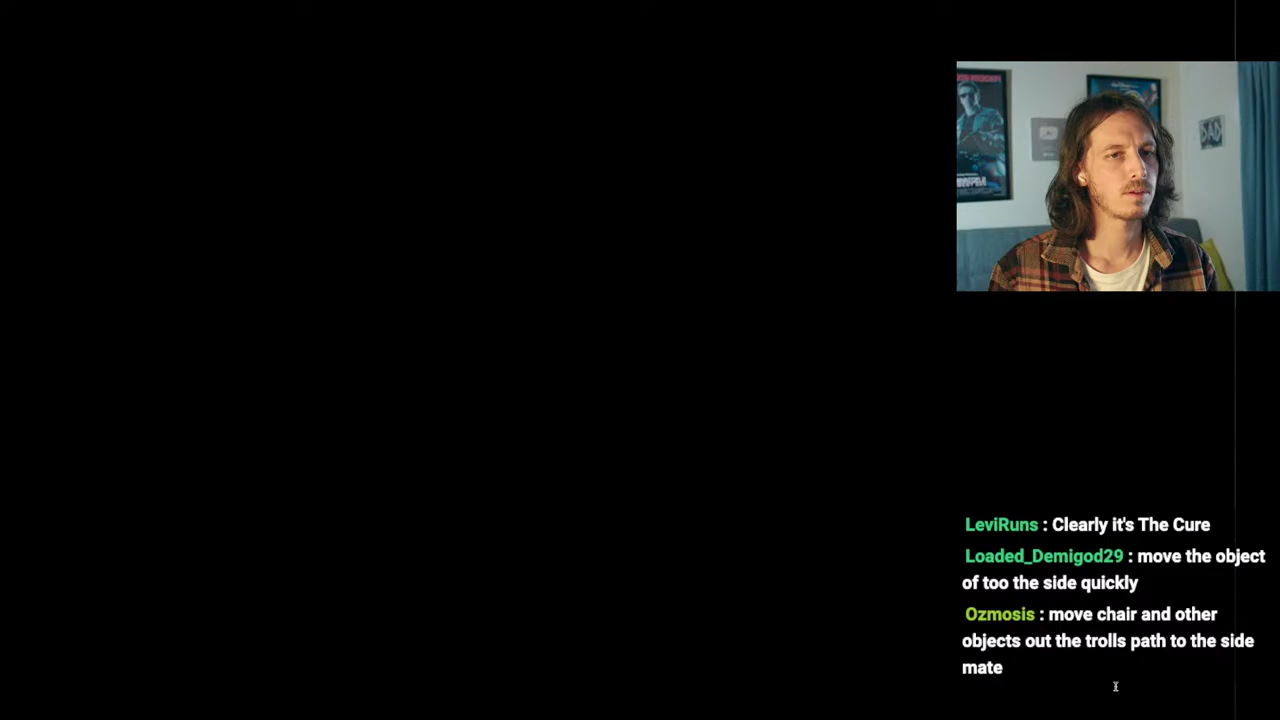 DAD
LeviRuns : Clearly it's The Cure
Loaded_Demigod29 : move the object
of too the side quickly
Ozmosis : move chair and other
objects out the trolls path to the side
mate